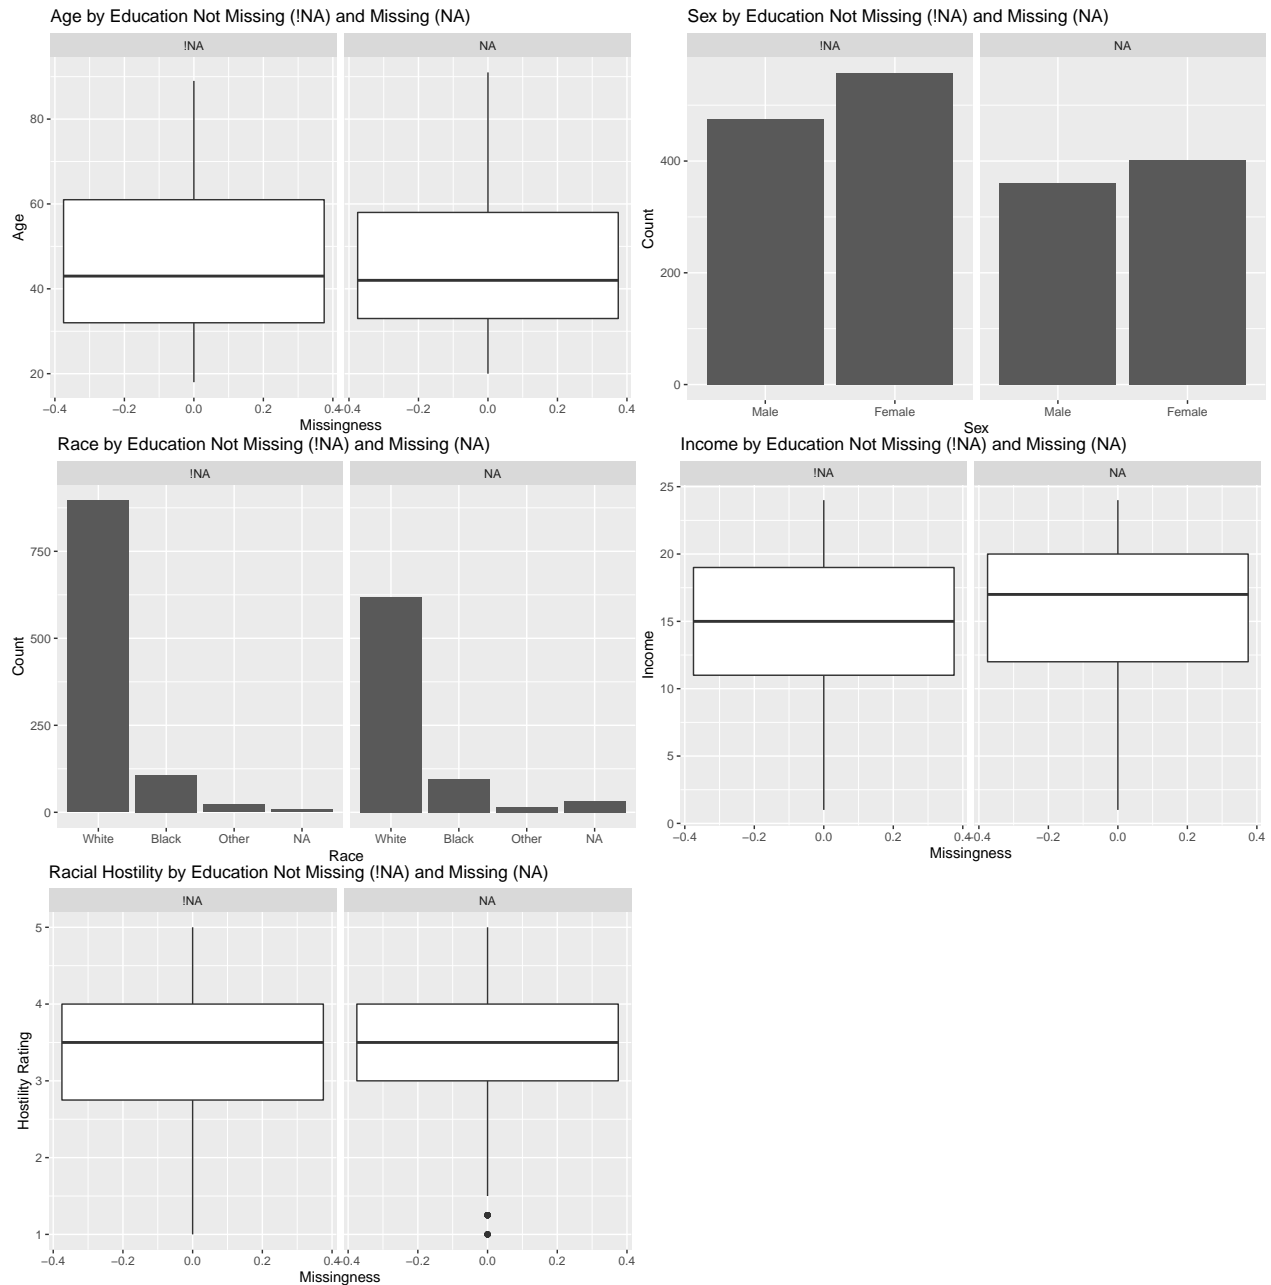 Age by Education Not Missing (!NA) and Missing (NA)
!NA
NA
80
60
40
20
Age
−0.4
−0.2
0.0
0.2
0.4
−0.4
−0.2
0.0
0.2
0.4
Missingness
Sex by Education Not Missing (!NA) and Missing (NA)
!NA
NA
400
200
0
Count
Male
Female
Male
Female
Sex
Race by Education Not Missing (!NA) and Missing (NA)
!NA
NA
750
500
250
0
Count
White
Black
Other
NA
White
Black
Other
NA
Race
Income by Education Not Missing (!NA) and Missing (NA)
!NA
NA
25
20
15
10
5
0
Income
−0.4
−0.2
0.0
0.2
0.4
−0.4
−0.2
0.0
0.2
0.4
Missingness
Racial Hostility by Education Not Missing (!NA) and Missing (NA)
!NA
NA
5
4
3
2
1
Hostility Rating
−0.4
−0.2
0.0
0.2
0.4
−0.4
−0.2
0.0
0.2
0.4
Missingness